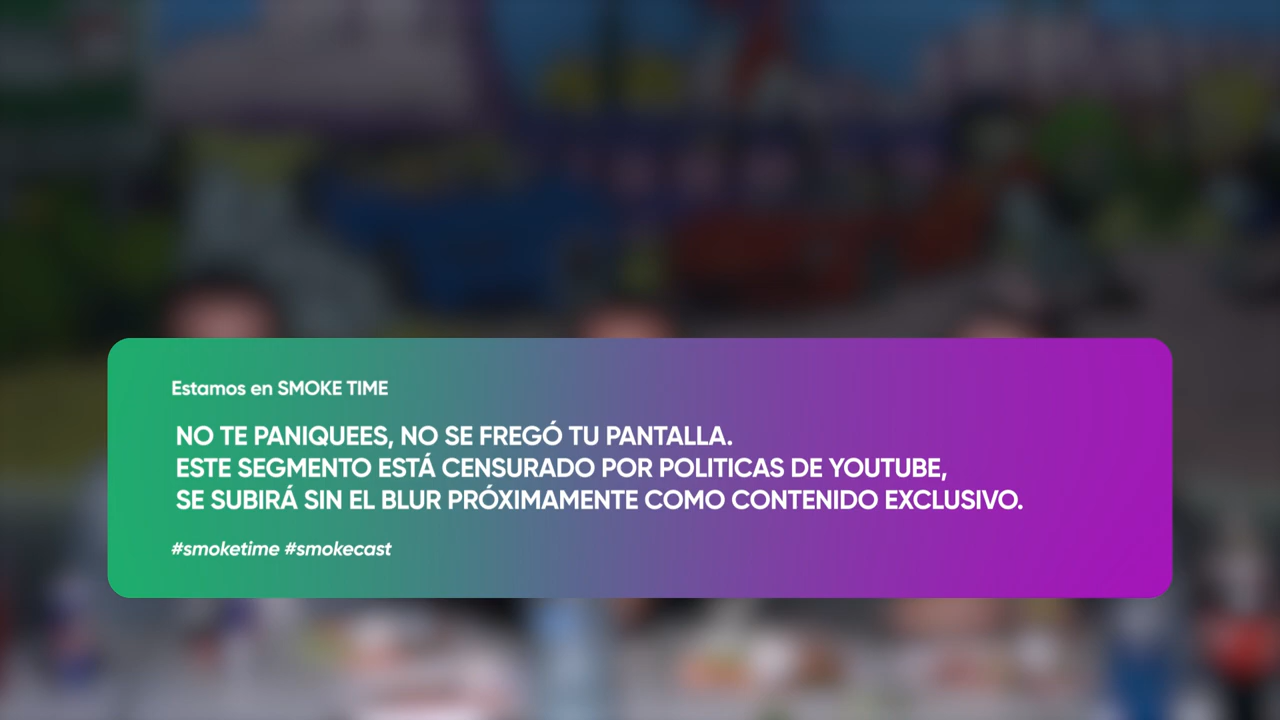 Estamos en SMOKE TIME
NO TE PANIQUEES, NO SE FREGÓ TU PANTALLA.
ESTE SEGMENTO ESTÁ CENSURADO POR POLITICAS DE YOUTUBE,
SE SUBIRÁ SIN EL BLUR PRÓXIMAMENTE COMO CONTENIDO EXCLUSIVO.
#smoketime #smokecast